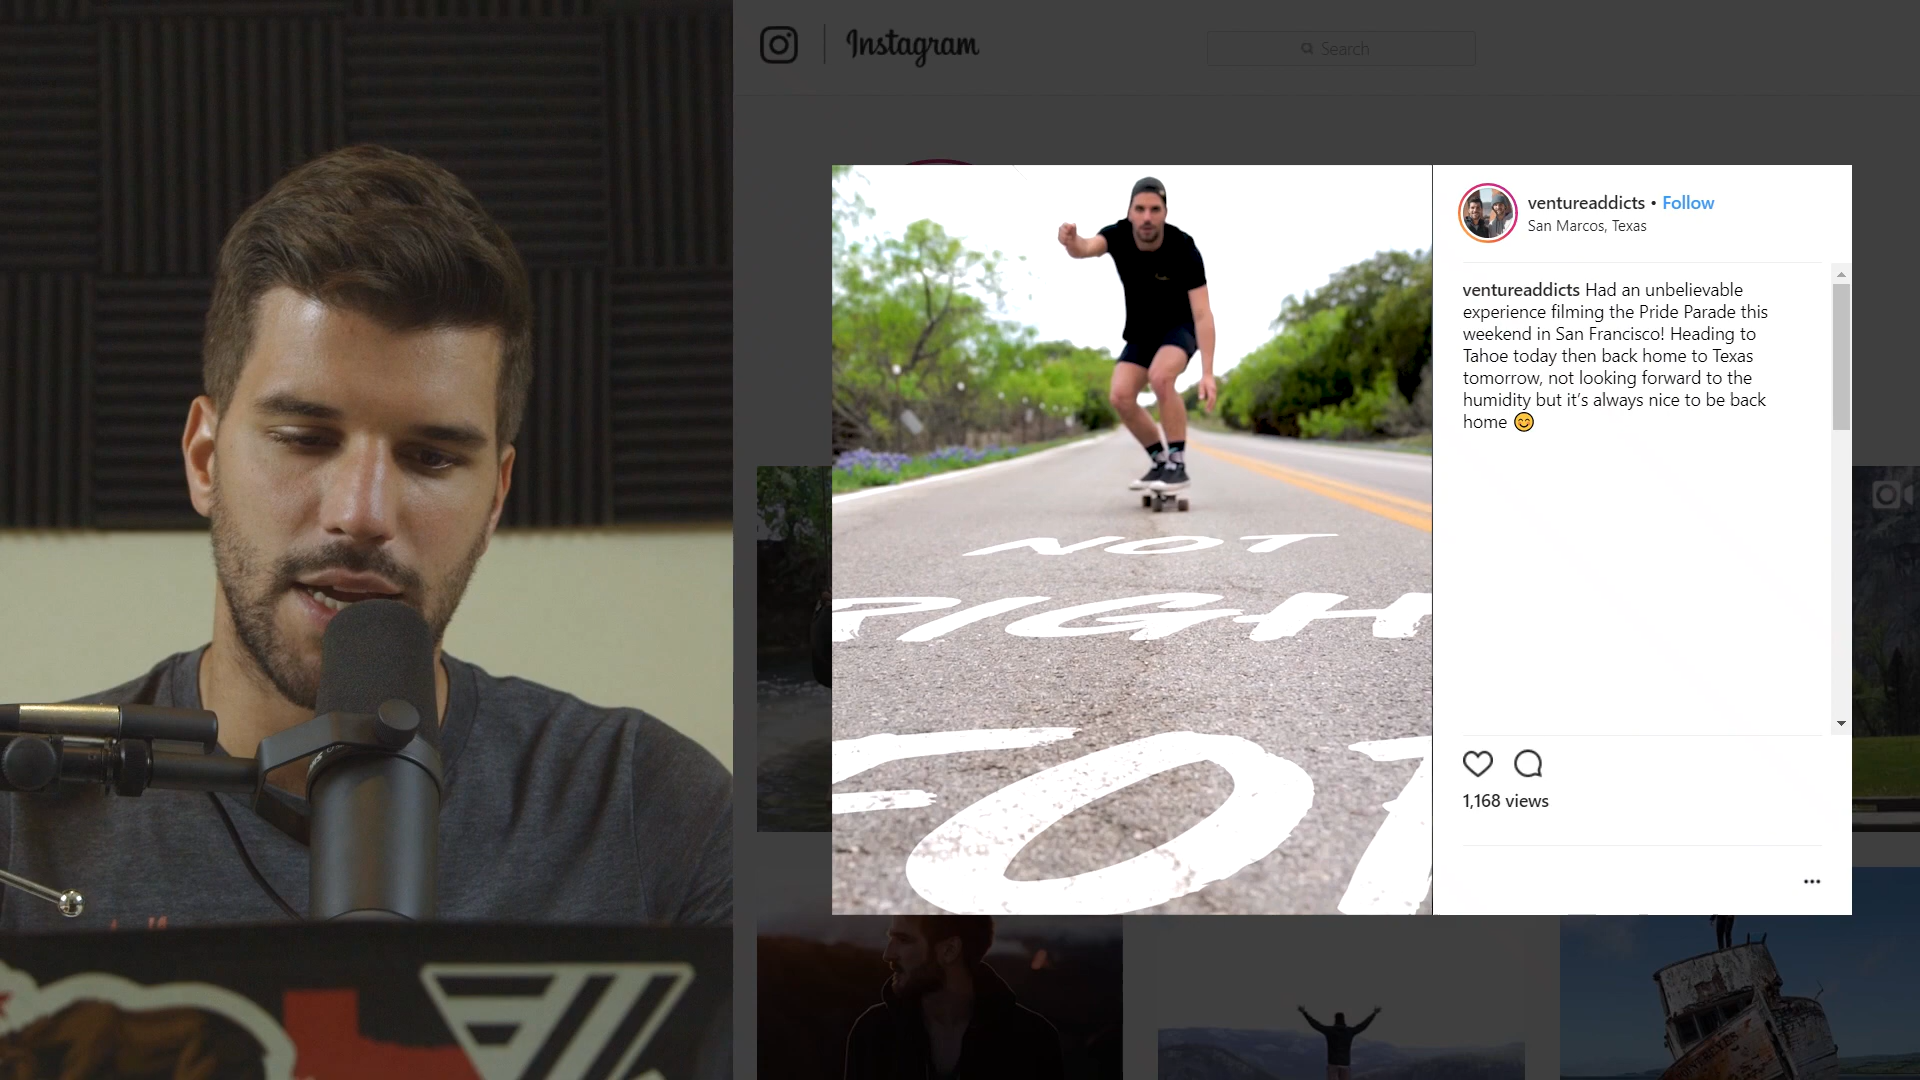 Instagram
Search
ventureaddicts • Follow
San Marcos, Texas
ventureaddicts Had an unbelievable
experience filming the Pride Parade this
weekend in San Francisco! Heading to
Tahoe today then back home to Texas
tomorrow, not looking forward to the
humidity but it’s always nice to be back
home 😊
NOT
RIGH
FOT
1,168 views